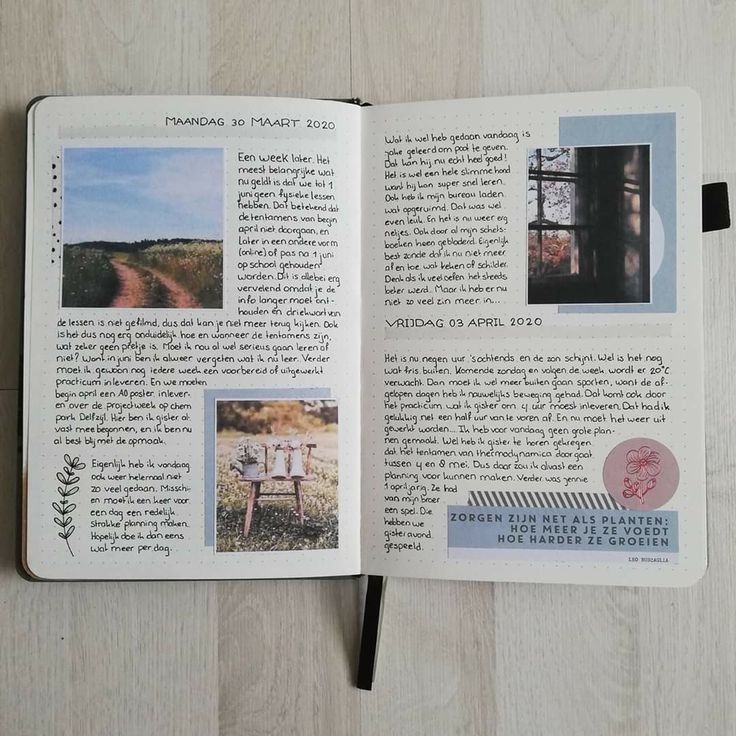 MAANDAG 30 MAART 2020
Een week later. Het
meest belangrijke wat
nu geldt is dat we tot 1
juni geen fysieke lessen
hebben. Dat betekend dat
de tentamens van begin
april niet doorgaan, en
later in een andere vorm
(online) of pas na 1 juni
op school gehouden
worden. Dit is allebei erg
vervelend omdat je de
info langer moet ont-
houden en driekwart van
de lessen is niet gefilmd, dus dat kan je niet meer terug kijken. Ook
is het dus nog erg onduidelijk hoe en wanneer de tentamens zijn,
wat zeker geen pretje is. Moet ik nou al wel serieus gaan leren of
niet? Want in juni ben ik alweer vergeten wat ik nu leer. Verder
moet ik gewoon nog iedere week een voorbereid of uitgewerkt
practicum inleveren. En we moeten
begin april een A0 poster inlever-
en over de projectweek op chem
park Delfzijl. Hier ben ik gister al
vast mee begonnen, en ik ben nu
al best blij met de opmaak.
Eigenlijk heb ik vandaag
ook weer helemaal niet
zo veel gedaan. Missch-
ien moet ik een keer voor
een dag een redelijk
strakke planning maken.
Hopelijk doe ik dan eens
wat meer per dag.
Wat ik wel heb gedaan vandaag is
jake geleerd om poot te geven.
Dat kan hij nu echt heel goed!
Het is wel een hele slimme hond
want hij kan super snel leren.
Ook heb ik mijn bureau laden
wat opgeruimd. Dat was wel
even leuk. En het is nu weer erg
netjes. Ook door al mijn schets-
boeken heen gebladerd. Eigenlijk
best zonde dat ik nu niet meer
af en toe wat teken of schilder.
Denk als ik veel oefen het steeds
beter werd.. Maar ik heb er nu
niet zo veel zin meer in...
VRIJDAG 03 APRIL 2020
Het is nu negen uur 's ochtends en de zon schijnt. Wel is het nog
wat fris buiten. Komende zondag en volgende week wordt er 20°C
verwacht. Dan moet ik wel meer buiten gaan sporten, want de af-
gelopen dagen heb ik nauwelijks beweging gehad. Dat komt ook door
het practicum wat ik gister om 4 uur moest inleveren. Dat had ik
gelukkig net een half uur van te voren af. En nu moet het weer uit
gewerkt worden... Ik heb voor vandaag geen grote plan-
nen gemaakt. Wel heb ik gister te horen gekregen
dat het tentamen van thermodynamica doorgaat
tussen 4 en 8 mei. Dus daar zou ik alvast een
planning voor kunnen maken. Verder was jennie
1 april jarig. Ze had
van mijn broer
een spel. Die
hebben we
gisteravond
gespeeld.
ZORGEN ZIJN NET ALS PLANTEN:
HOE MEER JE ZE VOEDT
HOE HARDER ZE GROEIEN
LEO BUSCAGLIA